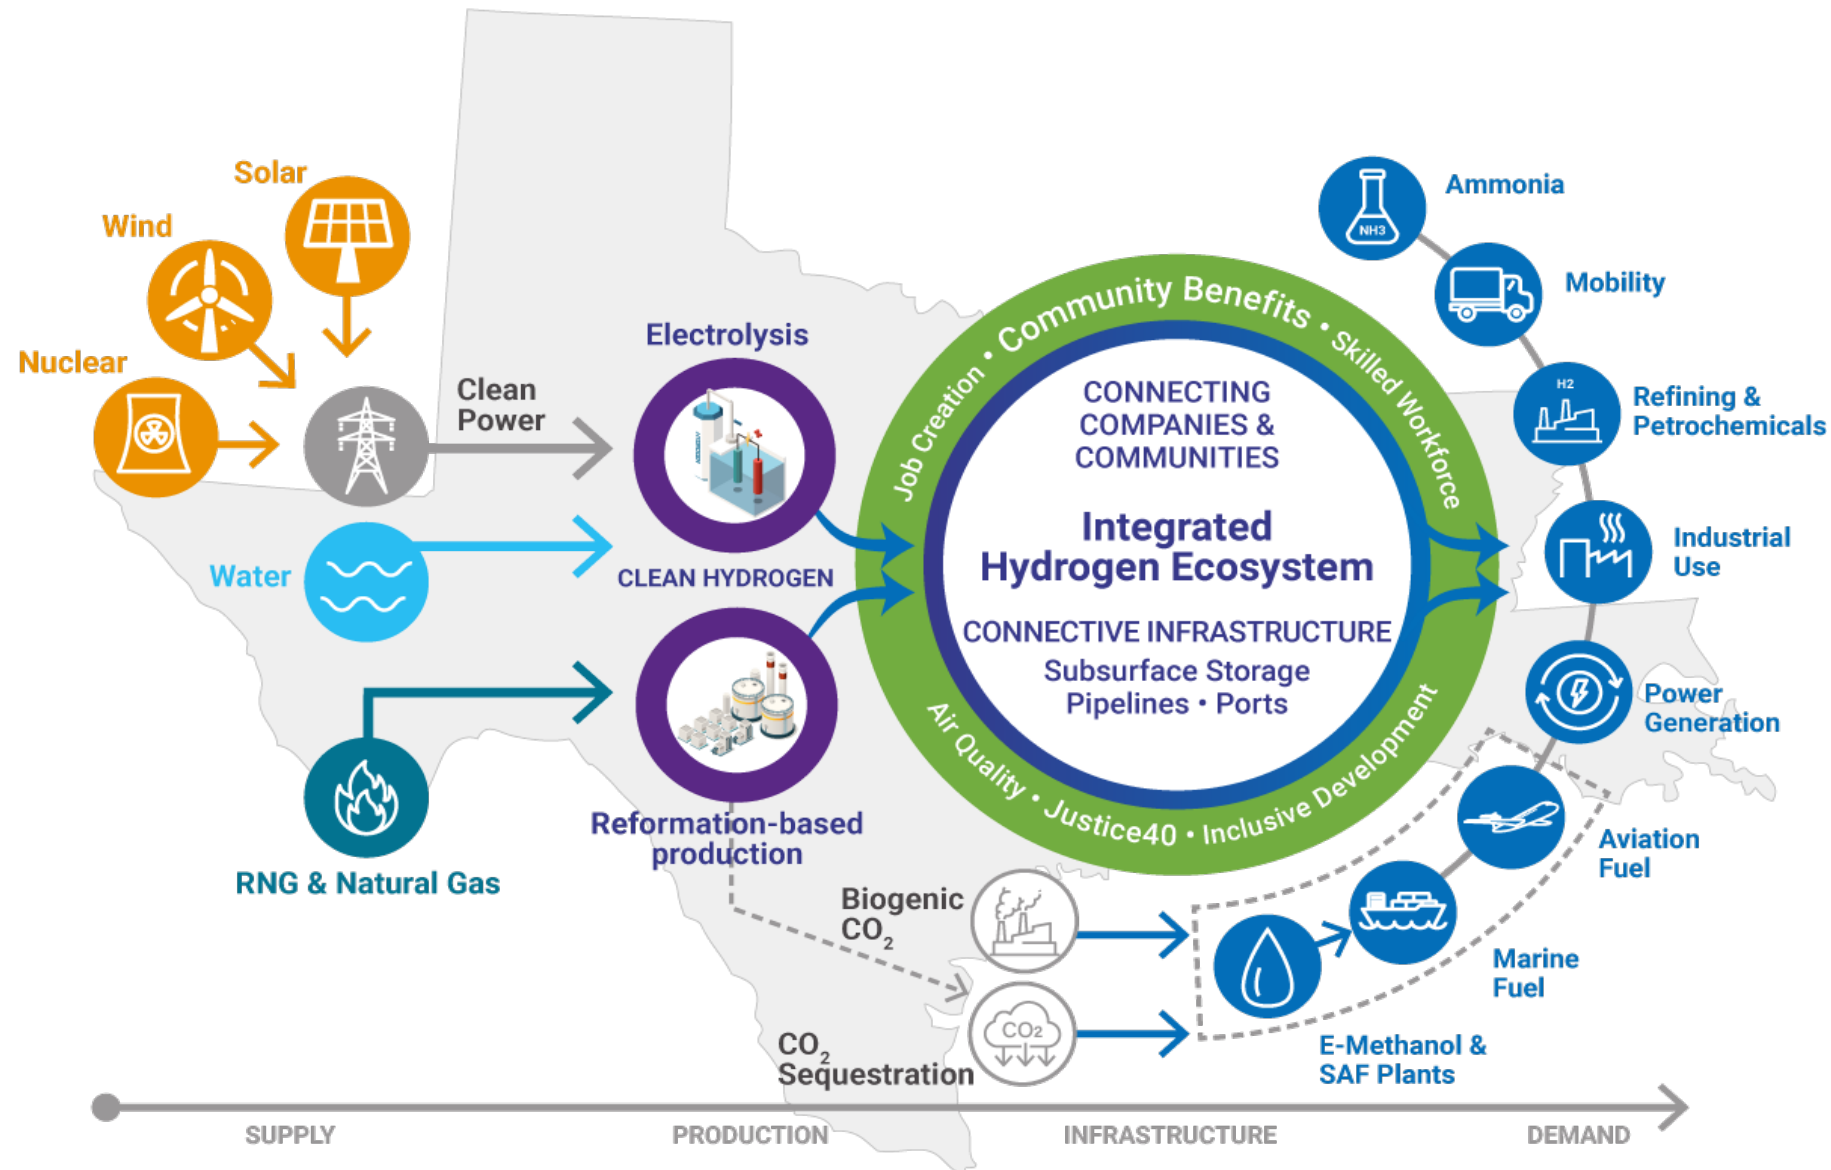 Solar
Wind
Nuclear
Clean
Power
Water
RNG & Natural Gas
Electrolysis
CLEAN HYDROGEN
Reformation-based
production
Job Creation • Community Benefits • Skilled Workforce
CONNECTING
COMPANIES &
COMMUNITIES
Integrated
Hydrogen Ecosystem
CONNECTIVE INFRASTRUCTURE
Subsurface Storage
Pipelines • Ports
Air Quality • Justice40 • Inclusive Development
Biogenic
CO2
CO2
CO2
Sequestration
NH3
Ammonia
Mobility
H2
Refining &
Petrochemicals
Industrial
Use
Power
Generation
Aviation
Fuel
Marine
Fuel
E-Methanol &
SAF Plants
SUPPLY
PRODUCTION
INFRASTRUCTURE
DEMAND